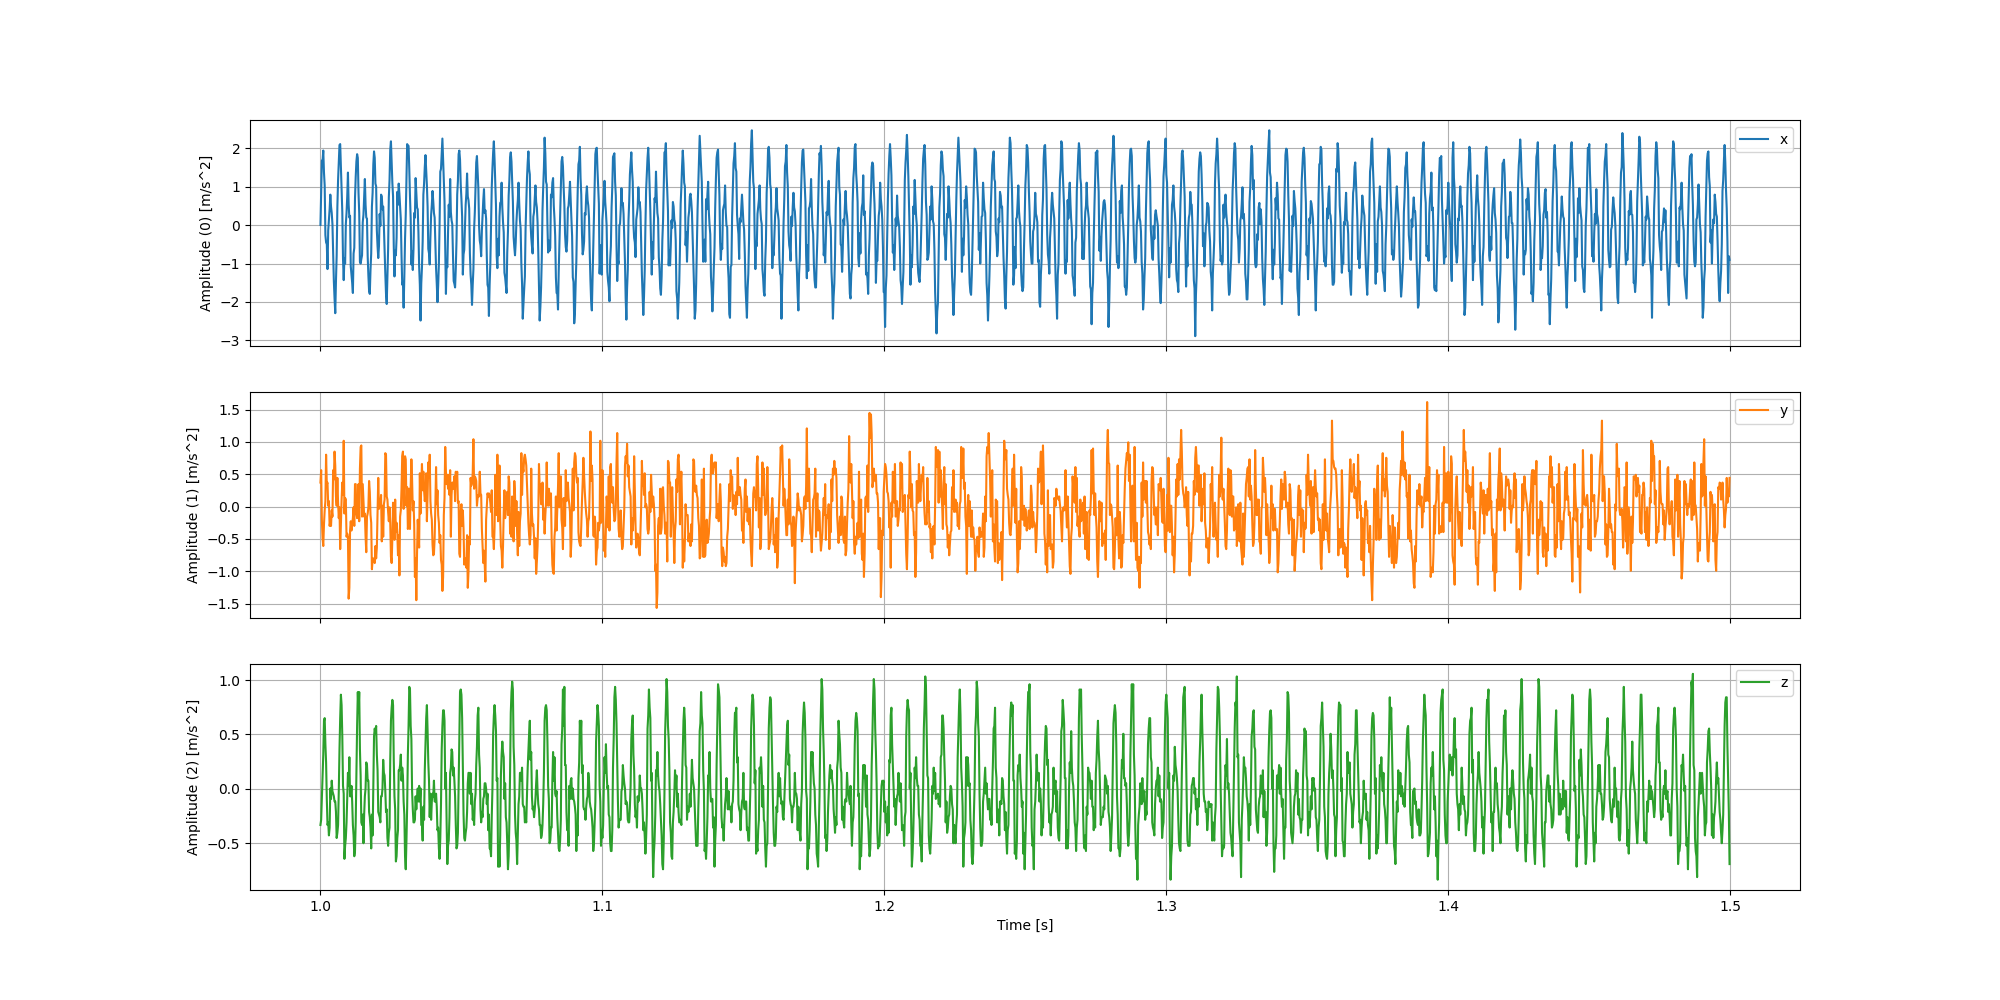 Amplitude (0) [m/s^2]
2
1
0
−1
−2
−3
x
Amplitude (1) [m/s^2]
1.5
1.0
0.5
0.0
−0.5
−1.0
−1.5
y
Amplitude (2) [m/s^2]
1.0
0.5
0.0
−0.5
z
1.0 1.1 1.2 1.3 1.4 1.5
Time [s]